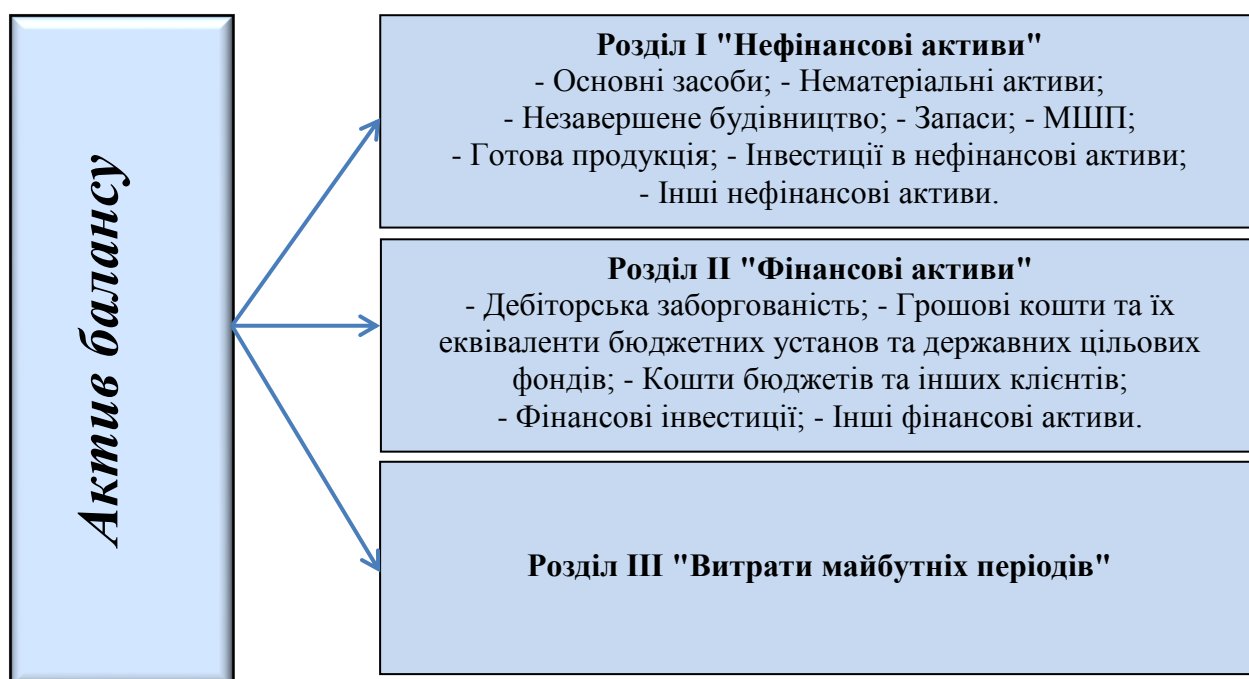 Актив балансу
Розділ І "Нефінансові активи"
- Основні засоби; - Нематеріальні активи;
- Незавершене будівництво; - Запаси; - МШП;
- Готова продукція; - Інвестиції в нефінансові активи;
- Інші нефінансові активи.
Розділ ІІ "Фінансові активи"
- Дебіторська заборгованість; - Грошові кошти та їх
еквіваленти бюджетних установ та державних цільових
фондів; - Кошти бюджетів та інших клієнтів;
- Фінансові інвестиції; - Інші фінансові активи.
Розділ ІІІ "Витрати майбутніх періодів"